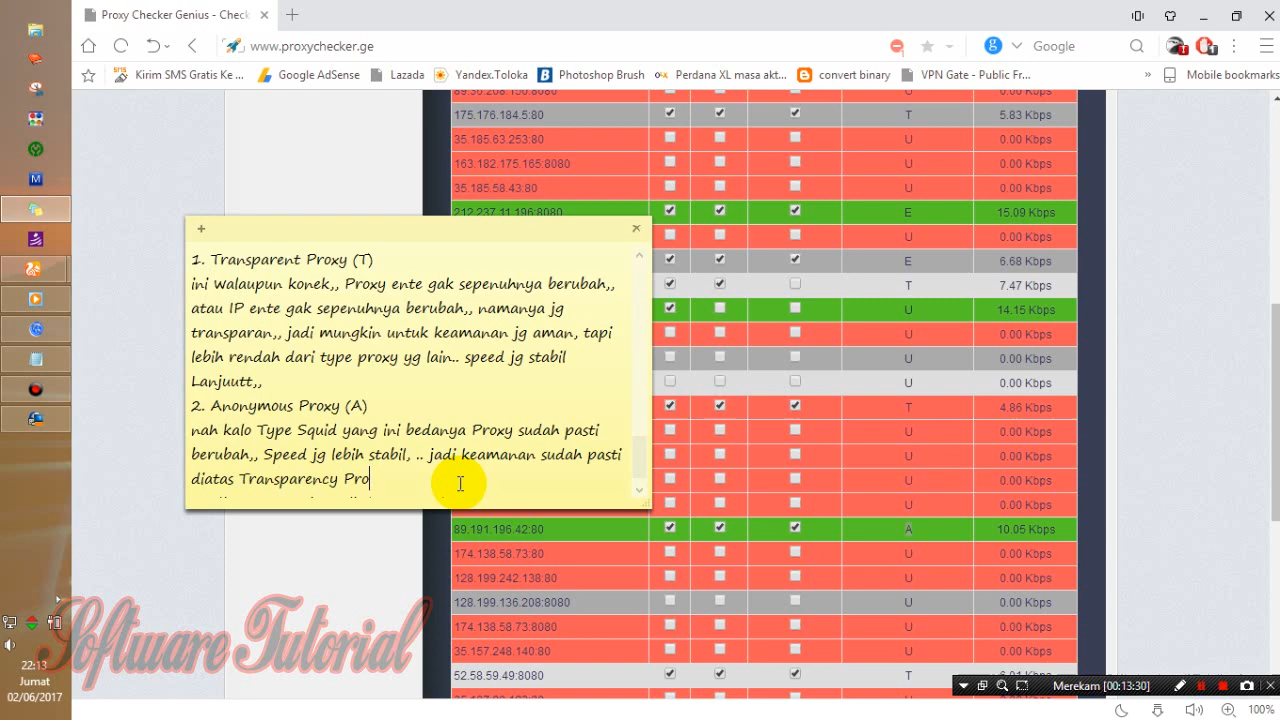 Proxy Checker Genius - Check
www.proxychecker.ge
Google
Kirim SMS Gratis Ke ...
Google AdSense
Lazada
Yandex.Toloka
Photoshop Brush
Perdana XL masa akt...
convert binary
VPN Gate - Public Fr...
»
Mobile bookmarks
89.36.208.150:8080 U 0.00 Kbps
175.176.184.5:80 T 5.83 Kbps
35.185.63.253:80 U 0.00 Kbps
163.182.175.165:8080 U 0.00 Kbps
35.185.58.43:80 U 0.00 Kbps
212.237.11.186:8080 E 15.09 Kbps
U 0.00 Kbps
E 6.68 Kbps
T 7.47 Kbps
U 14.15 Kbps
U 0.00 Kbps
U 0.00 Kbps
U 0.00 Kbps
T 4.86 Kbps
U 0.00 Kbps
U 0.00 Kbps
U 0.00 Kbps
U 0.00 Kbps
1. Transparent Proxy (T)
ini Walaupun konek,, Proxy ente gak sepenuhnya berubah,,
atau IP ente gak sepenuhnya berubah,, namanya jg
transparan,, jadi mungkin untuk keamanan jg aman, tapi
lebih rendah dari type proxy yg lain.. speed jg stabil
Lanjuutt,,
2. Anonymous Proxy (A)
nah kalo Type Squid yang ini bedanya Proxy sudah pasti
berubah,, Speed jg lebih stabil, .. jadi keamanan sudah pasti
diatas Transparency Pro
89.191.196.42:80 A 10.05 Kbps
174.138.58.73:80 U 0.00 Kbps
128.199.242.138:80 U 0.00 Kbps
128.199.136.208:8080 U 0.00 Kbps
174.138.58.73:8080 U 0.00 Kbps
35.157.248.140:80 U 0.00 Kbps
52.58.59.49:8080 T
Software Tutorial
22:13
Jumat
02/06/2017
Merekam [00:13:30]
100%